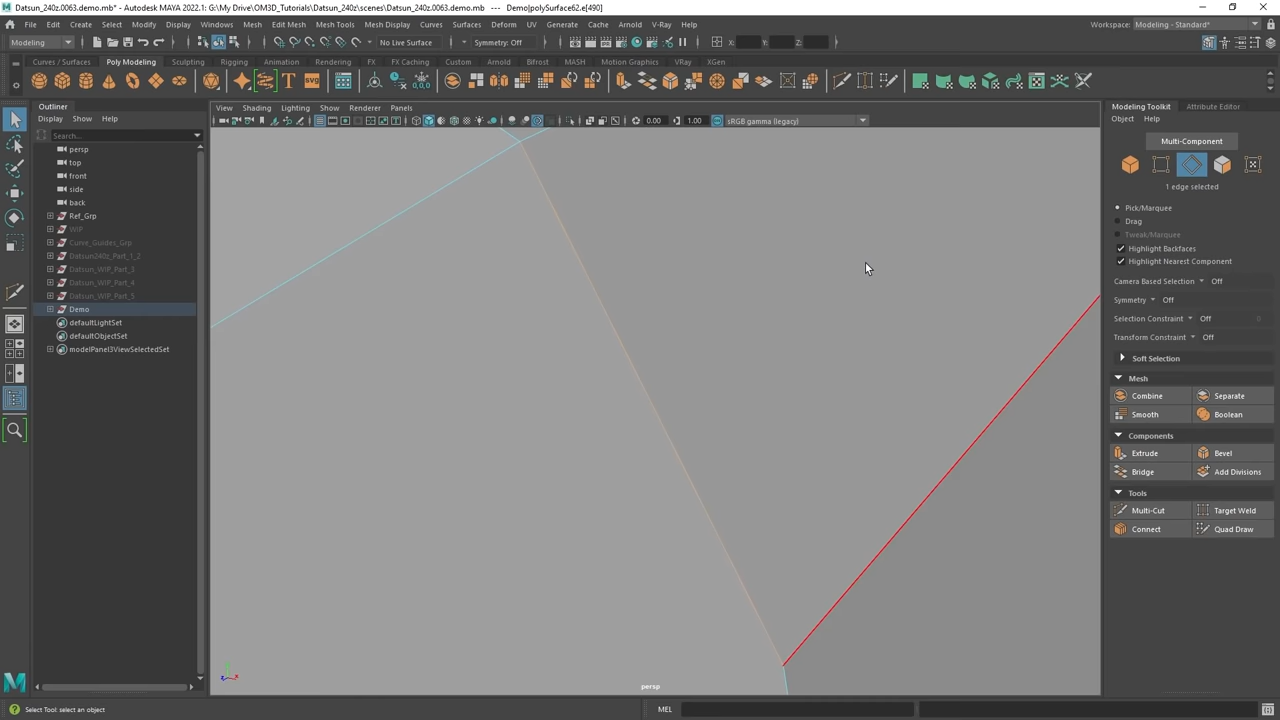 Datsun_240z.0063.demo.mb* - Autodesk MAYA 2022.1: G:\My Drive\OM3D_Tutorials\Datsun_240z\scenes\Datsun_240z.0063.demo.mb --- Demo|polySurface62.e[490]
File Edit Create Select Modify Display Windows Mesh Edit Mesh Mesh Tools Mesh Display Curves Surfaces Deform UV Generate Cache Arnold V-Ray Help
Workspace: Modeling - Standard*
Modeling
No Live Surface
Symmetry: Off
X:
Y:
Z:
Curves / Surfaces Poly Modeling Sculpting Rigging Animation Rendering FX FX Caching Custom Arnold Bifrost MASH Motion Graphics VRay XGen
SVG
0,0,0
Outliner
Display Show Help
Search...
persp
top
front
side
back
Ref_Grp
WIP
Curve_Guides_Grp
Datsun240z_Part_1_2
Datsun_WIP_Part_3
Datsun_WIP_Part_4
Datsun_WIP_Part_5
Demo
defaultLightSet
defaultObjectSet
modelPanel3ViewSelectedSet
View Shading Lighting Show Renderer Panels
0.00
1.00
sRGB gamma (legacy)
persp
Modeling Toolkit Attribute Editor
Object Help
Multi-Component
1 edge selected
Pick/Marquee
Drag
Tweak/Marquee
Highlight Backfaces
Highlight Nearest Component
Camera Based Selection Off
Symmetry Off
Selection Constraint Off 0
Transform Constraint Off
Soft Selection
Mesh
Combine Separate
Smooth Boolean
Components
Extrude Bevel
Bridge Add Divisions
Tools
Multi-Cut Target Weld
Connect Quad Draw
Select Tool: select an object
MEL